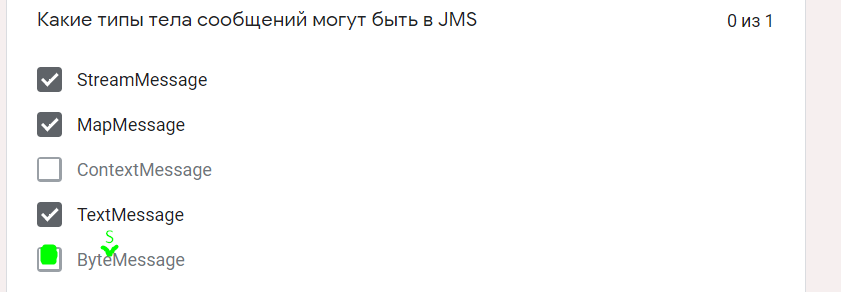 Какие типы тела сообщений могут быть в JMS
0 из 1
StreamMessage
MapMessage
ContextMessage
TextMessage
S
ByteMessage